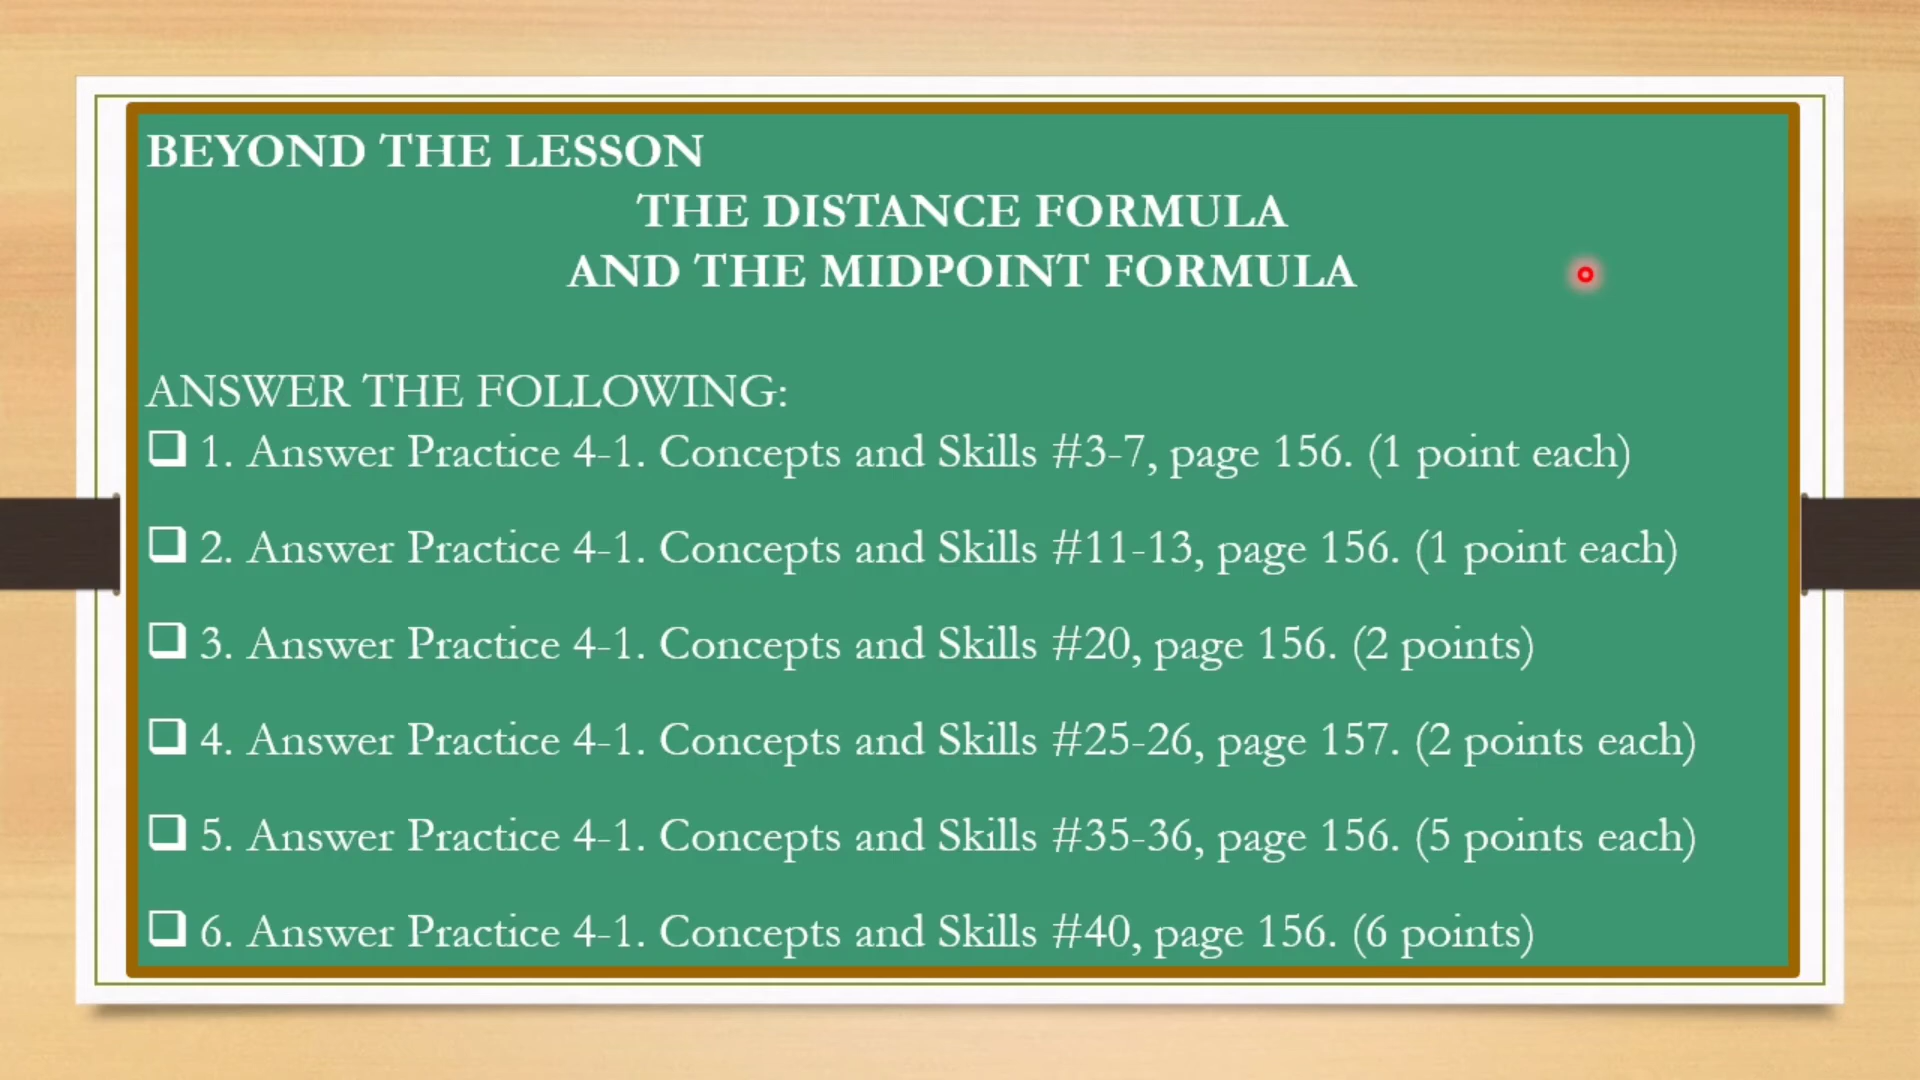 BEYOND THE LESSON
THE DISTANCE FORMULA
AND THE MIDPOINT FORMULA
ANSWER THE FOLLOWING:
1. Answer Practice 4-1. Concepts and Skills #3-7, page 156. (1 point each)
2. Answer Practice 4-1. Concepts and Skills #11-13, page 156. (1 point each)
3. Answer Practice 4-1. Concepts and Skills #20, page 156. (2 points)
4. Answer Practice 4-1. Concepts and Skills #25-26, page 157. (2 points each)
5. Answer Practice 4-1. Concepts and Skills #35-36, page 156. (5 points each)
6. Answer Practice 4-1. Concepts and Skills #40, page 156. (6 points)